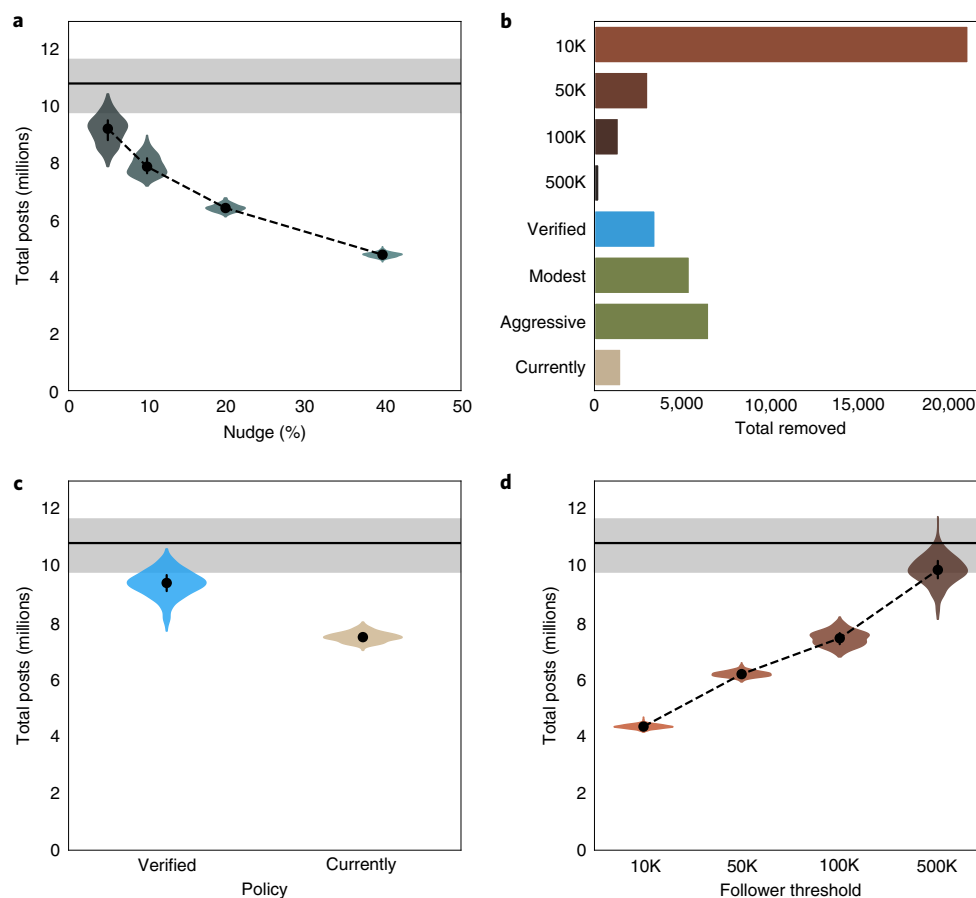 a
12
10
8
6
4
2
0
Total posts (millions)
0 10 20 30 40 50
Nudge (%)
b
10K
50K
100K
500K
Verified
Modest
Aggressive
Currently
0 5,000 10,000 15,000 20,000
Total removed
c
12
10
8
6
4
2
0
Total posts (millions)
Verified Currently
Policy
d
12
10
8
6
4
2
0
Total posts (millions)
10K 50K 100K 500K
Follower threshold